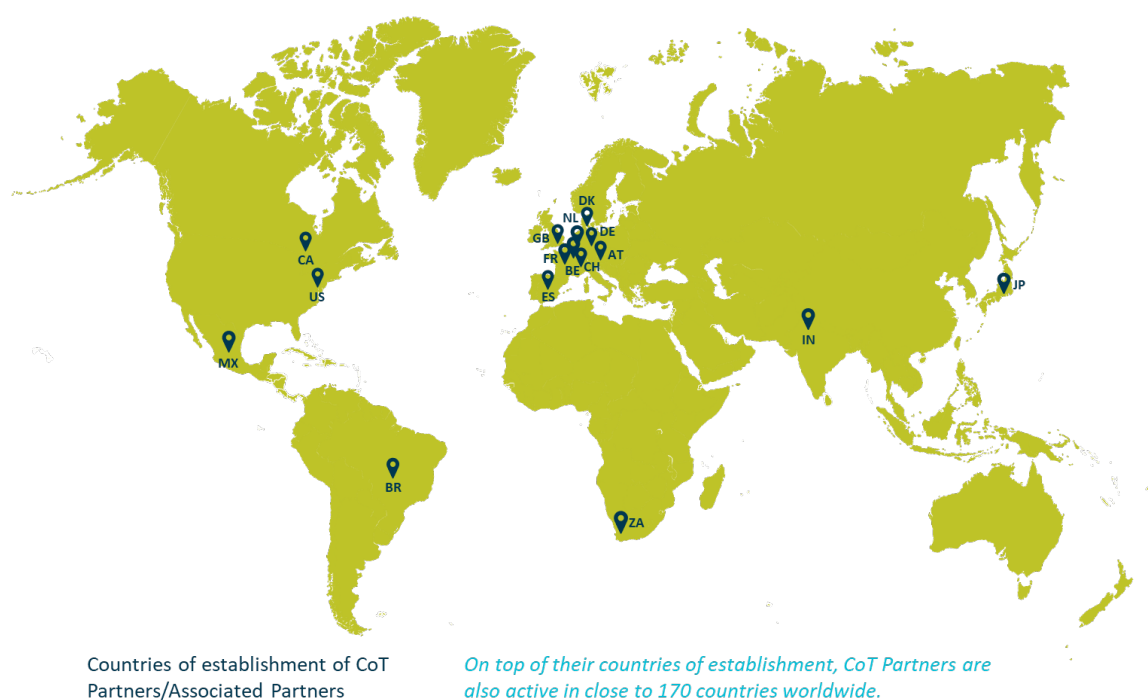 DK
NL
GB
DE
FR
AT
BE
CH
ES
CA
US
MX
JP
IN
BR
ZA
Countries of establishment of CoT
Partners/Associated Partners
On top of their countries of establishment, CoT Partners are
also active in close to 170 countries worldwide.